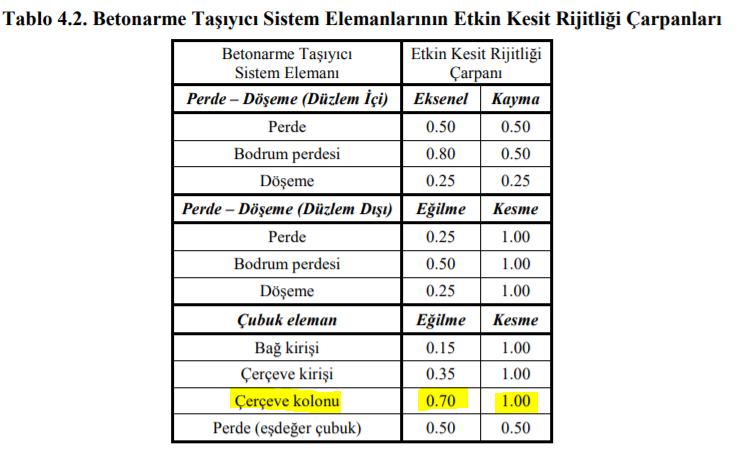 Tablo 4.2. Betonarme Taşıyıcı Sistem Elemanlarının Etkin Kesit Rijitliği Çarpanları
Betonarme Taşıyıcı Etkin Kesit Rijitliği
Sistem Elemanı Çarpanı
Perde – Döşeme (Düzlem İçi) Eksenel Kayma
Perde 0.50 0.50
Bodrum perdesi 0.80 0.50
Döşeme 0.25 0.25
Perde – Döşeme (Düzlem Dışı) Eğilme Kesme
Perde 0.25 1.00
Bodrum perdesi 0.50 1.00
Döşeme 0.25 1.00
Çubuk eleman Eğilme Kesme
Bağ kirişi 0.15 1.00
Çerçeve kirişi 0.35 1.00
Çerçeve kolonu 0.70 1.00
Perde (eşdeğer çubuk) 0.50 0.50